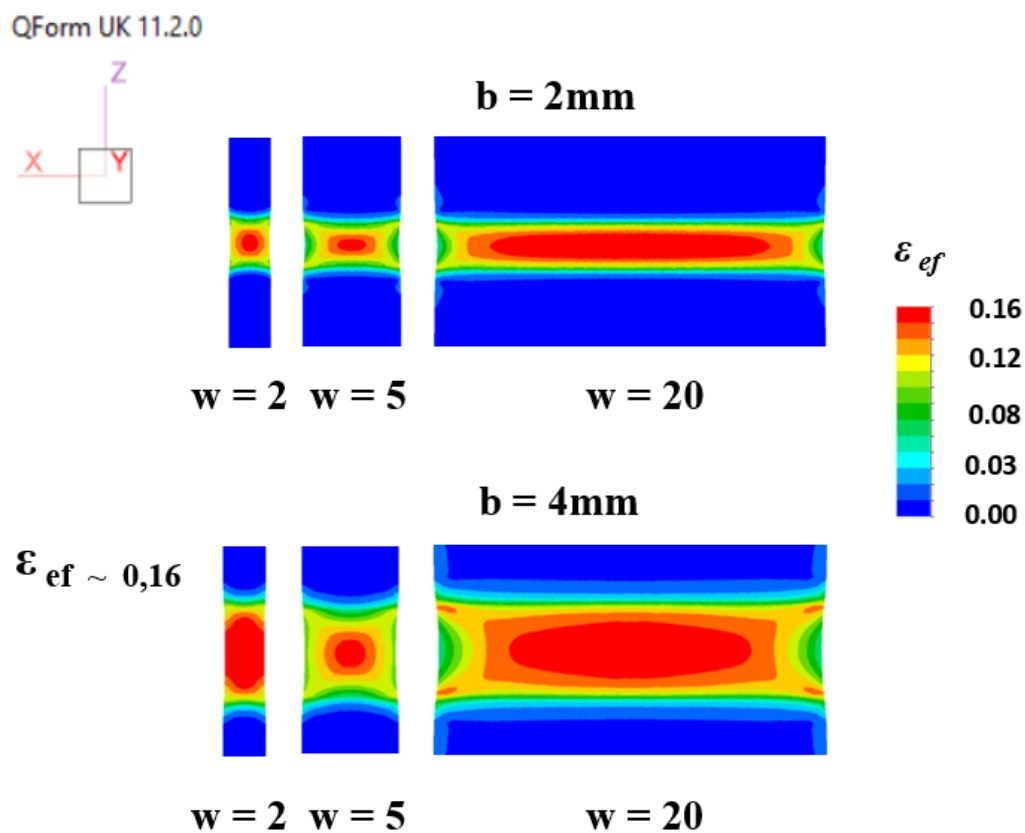 QForm UK 11.2.0
Z
X Y
b = 2mm
w = 2 w = 5 w = 20
ε ef
0.16
0.12
0.08
0.03
0.00
b = 4mm
ε ef ~ 0,16
w = 2 w = 5 w = 20